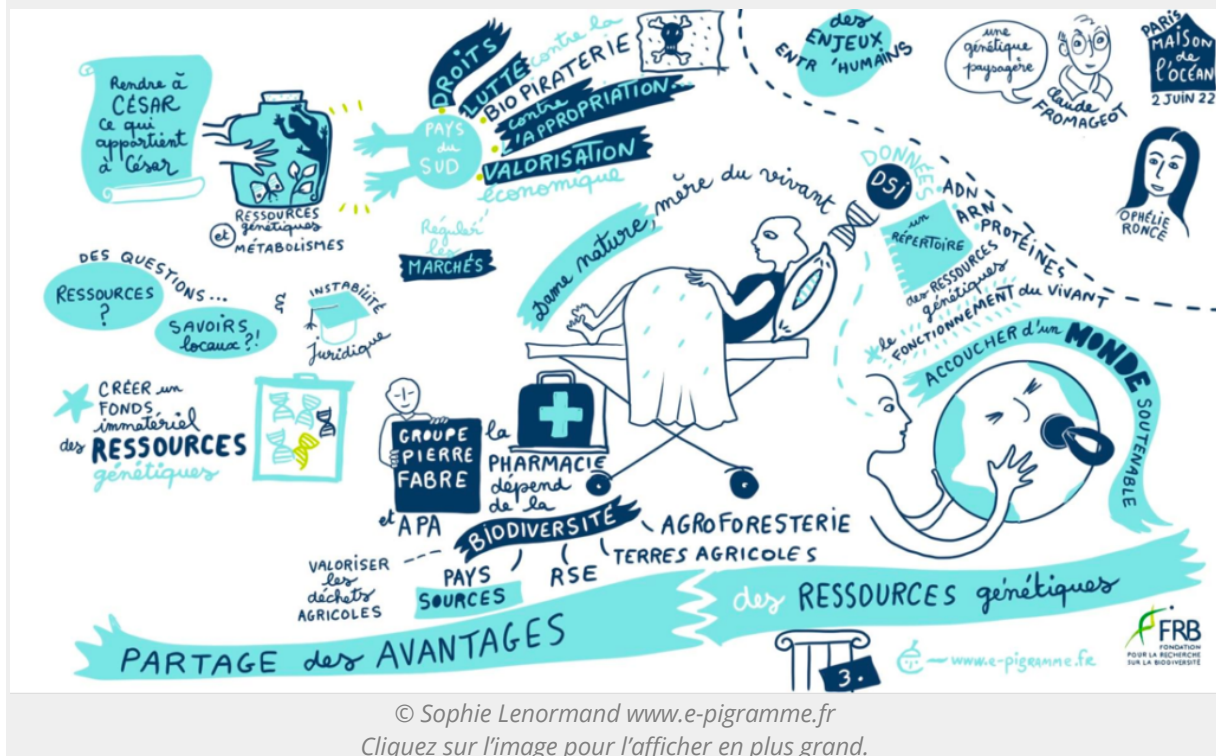 Rendre à
CÉSAR
ce qui
appartient
à César
RESSOURCES
génétiques
et MÉTABOLISMES
PAYS
du
SUD
DROITS
LUTTE contre la
BIOPIRATERIE
contre
l'APPROPRIATION...
VALORISATION
économique
Réguler
les
MARCHÉS
des
ENJEUX
ENTR'HUMAINS
une
génétique
paysagère
Claude
FROMAGEOT
PARIS
MAISON
de
l'OCÉAN
2 JUIN 22
OPHÉLIE
RONCE
DES QUESTIONS...
RESSOURCES
?
SAVOIRS
locaux?!
&
INSTABILITÉ
Juridique
Dame nature, mère du vivant
DONNÉES
DSi
ADN
ARN
PROTÉINES
un
RÉPERTOIRE
des RESSOURCES
génétiques
le
FONCTIONNEMENT du VIVANT
ACCOUCHER d'un MONDE SOUTENABLE
CRÉER un
FONDS
immatériel
des RESSOURCES
génétiques
GROUPE
PIERRE
FABRE
et APA
la
PHARMACIE
dépend
de la
BIODIVERSITÉ
VALORISER
les
déchets
AGRICOLES
PAYS
SOURCES
RSE
TERRES AGRICOLES
AGROFORESTERIE
PARTAGE des AVANTAGES
des RESSOURCES génétiques
3.
www.e-pigramme.fr
FRB
FONDATION
POUR LA RECHERCHE
SUR LA BIODIVERSITÉ
© Sophie Lenormand www.e-pigramme.fr
Cliquez sur l'image pour l'afficher en plus grand.